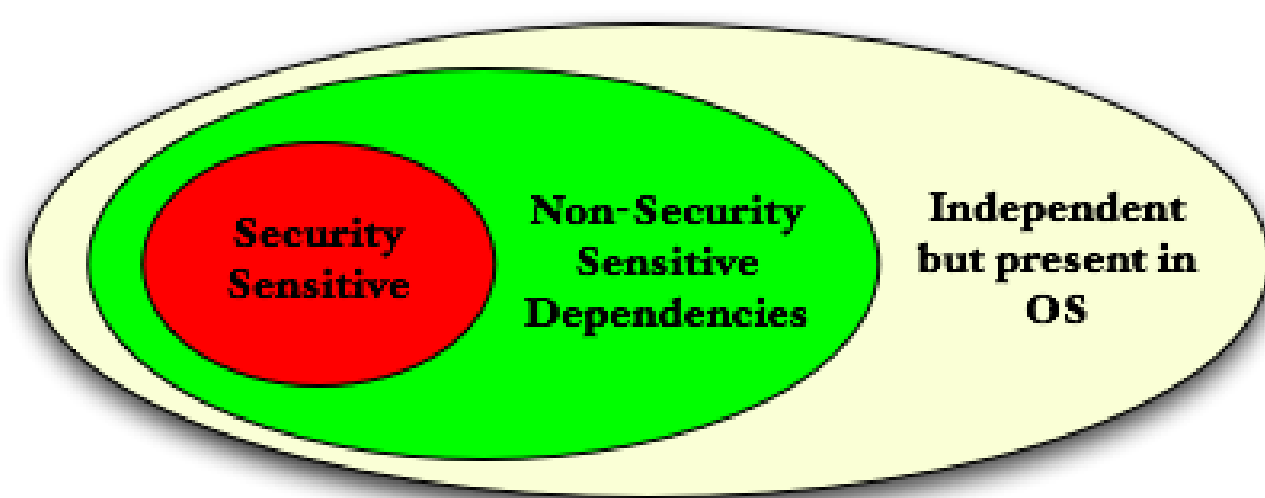 Security
Sensitive
Non-Security
Sensitive
Dependencies
Independent
but present in
OS